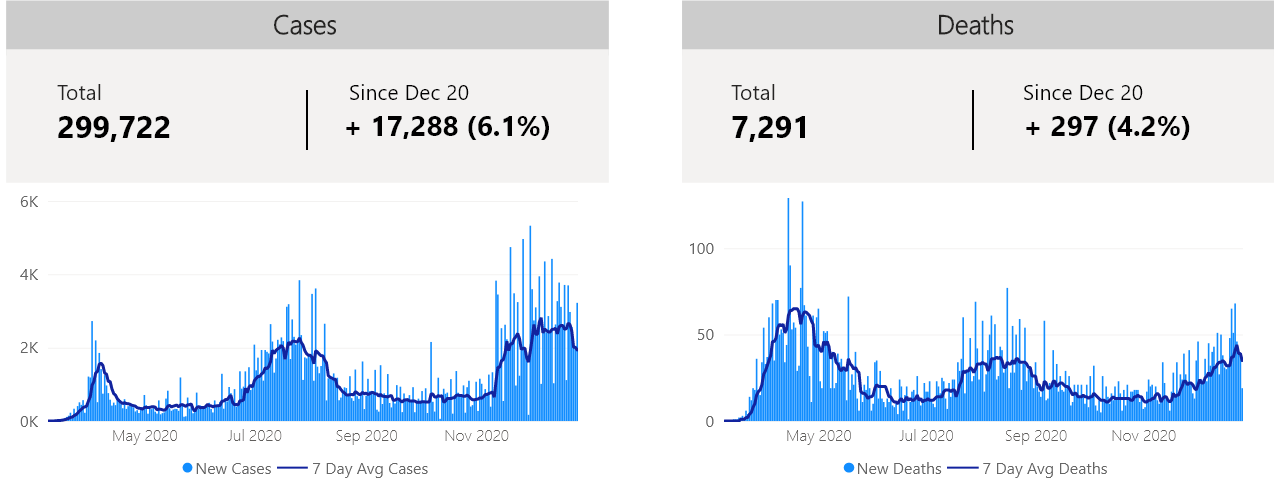 Cases
Total
Since Dec 20
299,722
+ 17,288 (6.1%)
6K
4K
2K
0K
May 2020
Jul 2020
Sep 2020
Nov 2020
New Cases
7 Day Avg Cases
Deaths
Total
Since Dec 20
7,291
+ 297 (4.2%)
100
50
0
May 2020
Jul 2020
Sep 2020
Nov 2020
New Deaths
7 Day Avg Deaths